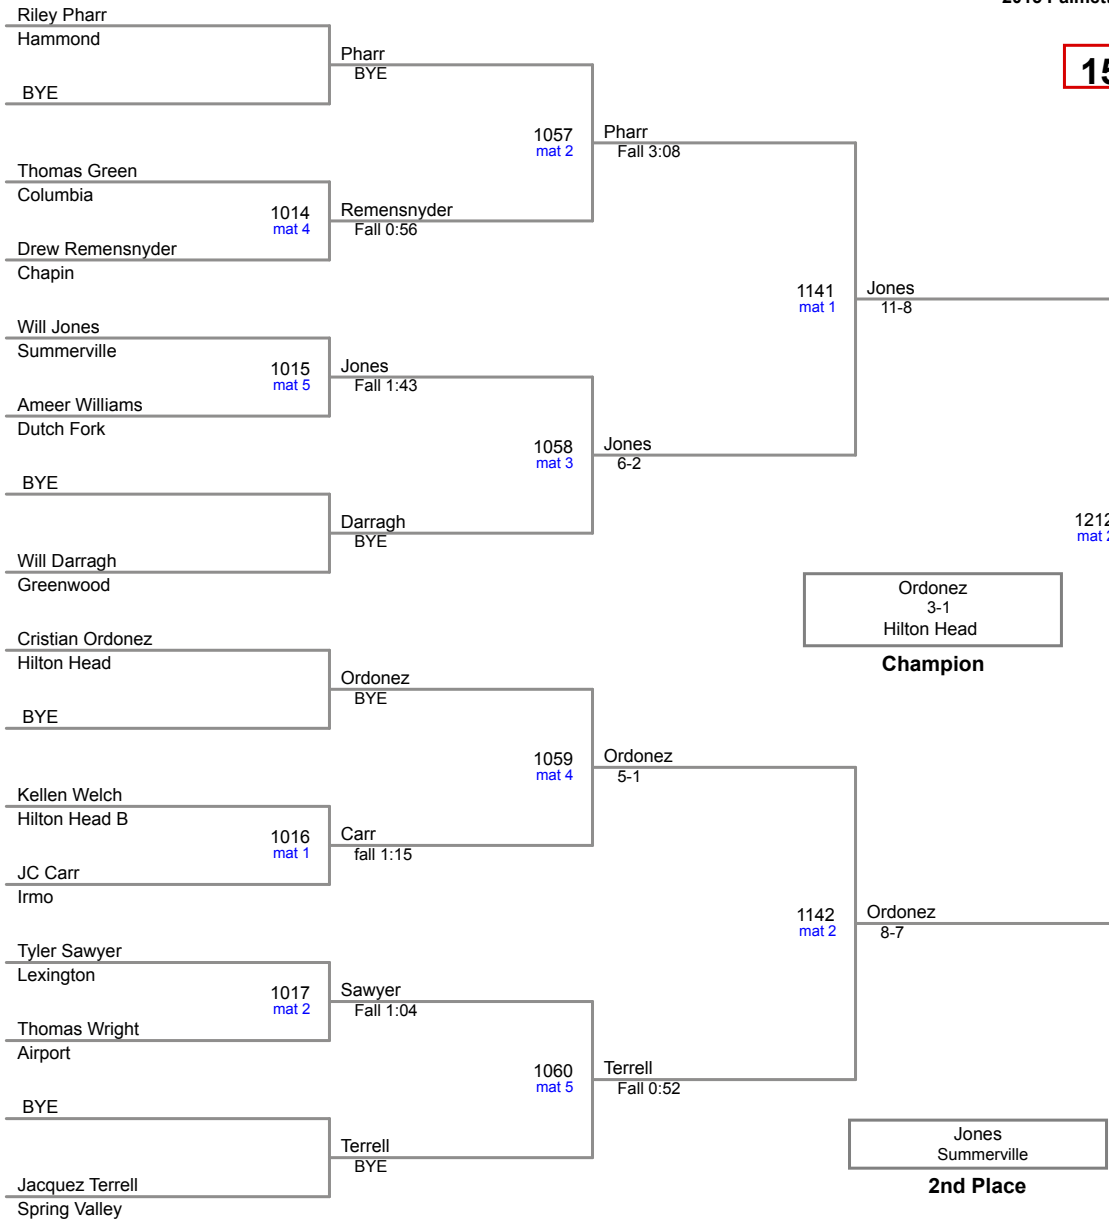 Riley Pharr
Hammond
BYE
Thomas Green
Columbia
Drew Remensnyder
Chapin
Will Jones
Summerville
Ameer Williams
Dutch Fork
BYE
Will Darragh
Greenwood
Cristian Ordonez
Hilton Head
BYE
Kellen Welch
Hilton Head B
JC Carr
Irmo
Tyler Sawyer
Lexington
Thomas Wright
Airport
BYE
Jacquez Terrell
Spring Valley
1014
mat 4
1015
mat 5
1016
mat 1
1017
mat 2
Pharr
BYE
Remensnyder
Fall 0:56
Jones
Fall 1:43
Darragh
BYE
Ordonez
BYE
Carr
fall 1:15
Sawyer
Fall 1:04
Terrell
BYE
1057
mat 2
1058
mat 3
1059
mat 4
1060
mat 5
Pharr
Fall 3:08
Jones
6-2
Ordonez
5-1
Terrell
Fall 0:52
1141
mat 1
1142
mat 2
Jones
11-8
Ordonez
8-7
15
1212
mat 2
Ordonez
3-1
Hilton Head
Champion
Jones
Summerville
2nd Place